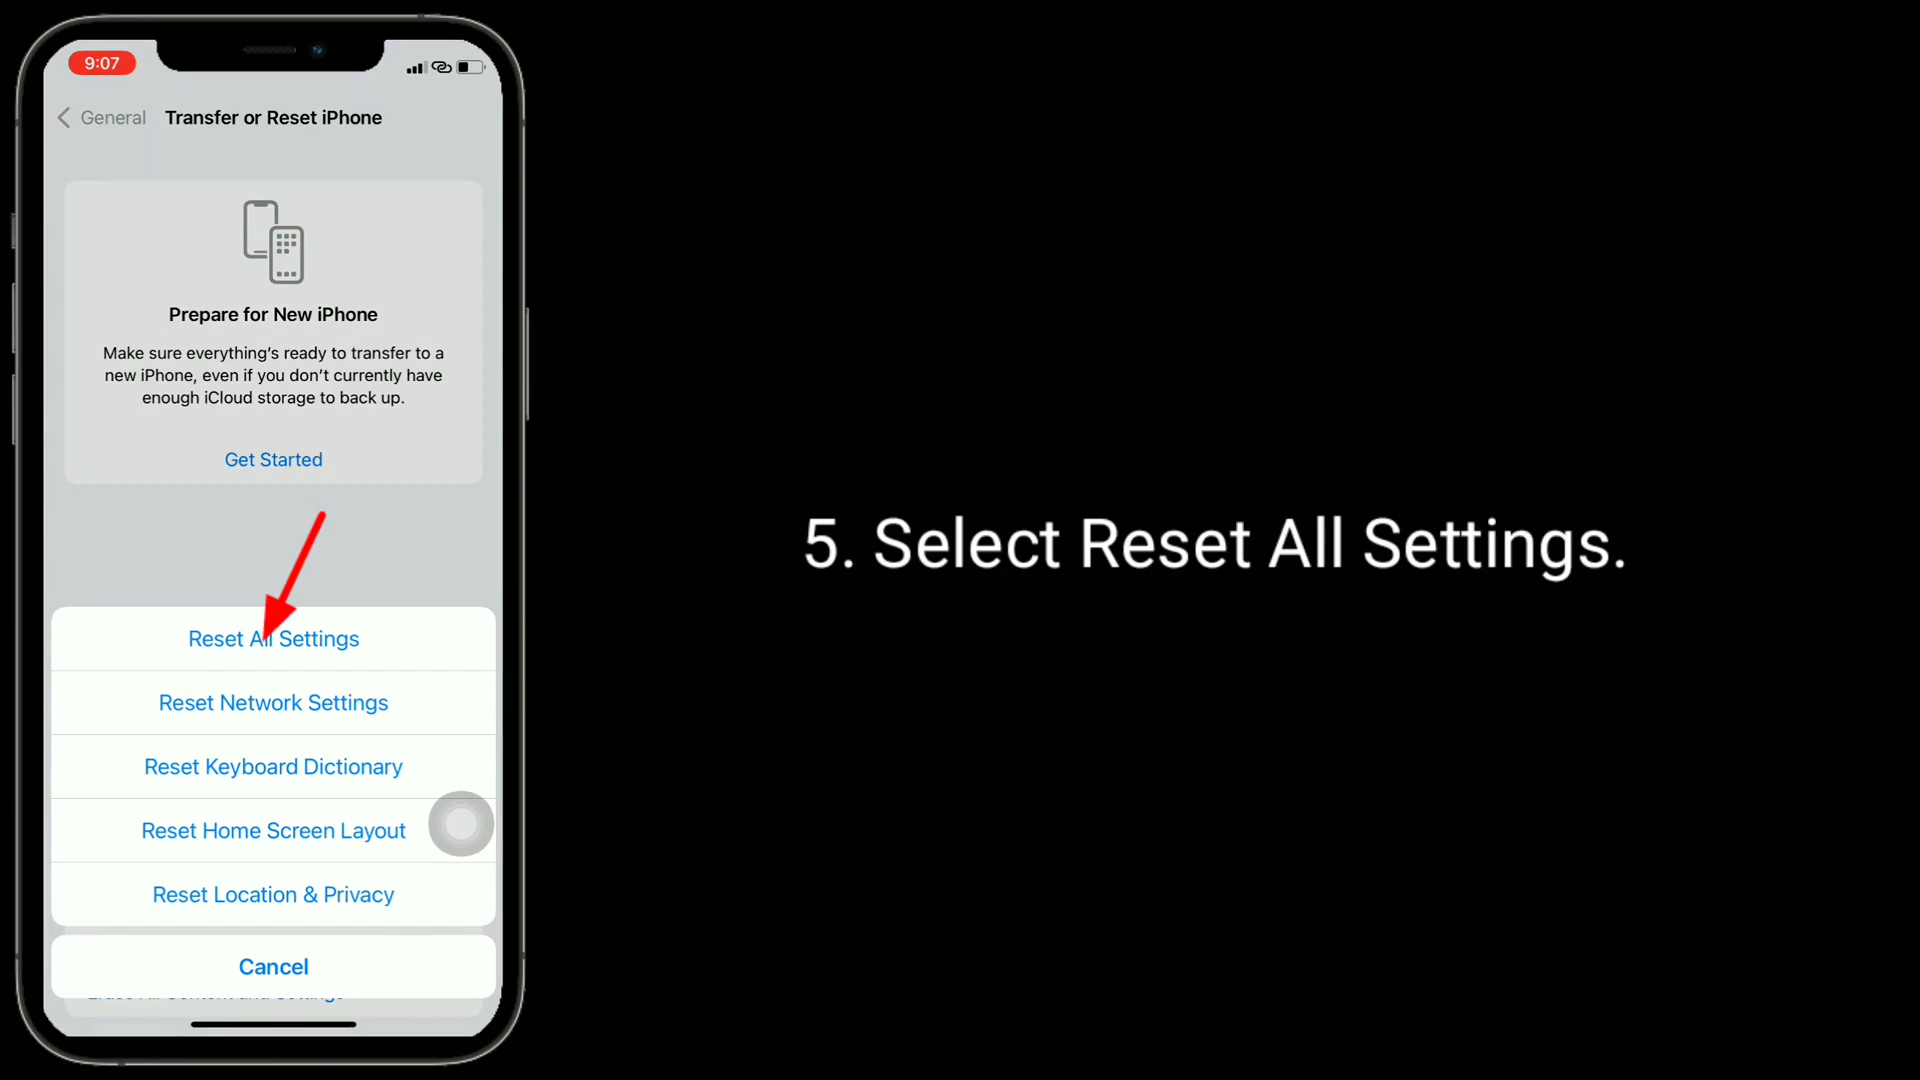 9:07
General
Transfer or Reset iPhone
Prepare for New iPhone
Make sure everything's ready to transfer to a
new iPhone, even if you don't currently have
enough iCloud storage to back up.
Get Started
5. Select Reset All Settings.
Reset All Settings
Reset Network Settings
Reset Keyboard Dictionary
Reset Home Screen Layout
Reset Location & Privacy
Cancel